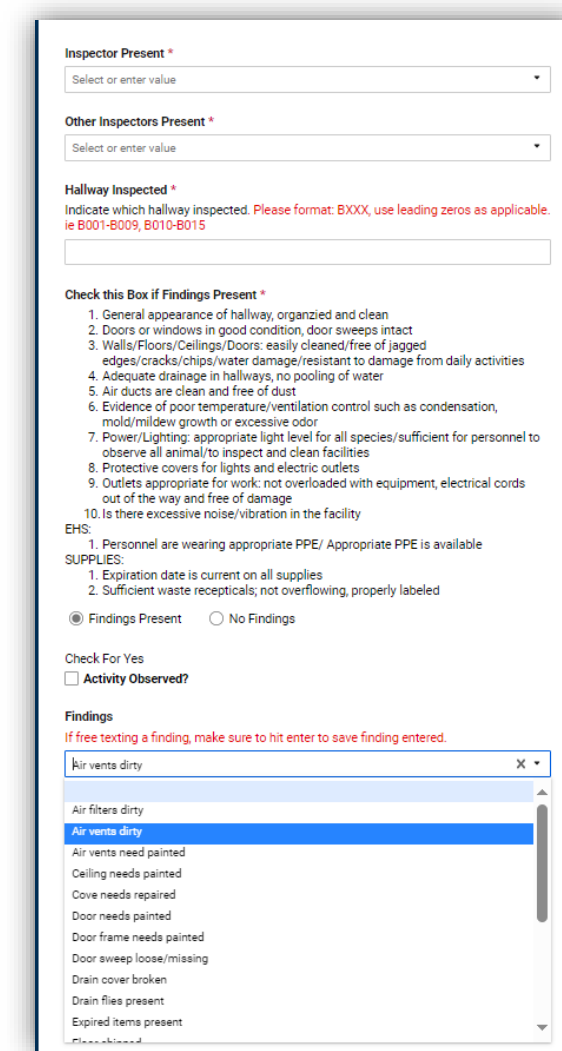 Inspector Present *
Select or enter value
Other Inspectors Present *
Select or enter value
Hallway Inspected *
Indicate which hallway inspected. Please format: BXXX, use leading zeros as applicable.
ie B001-B009, B010-B015
Check this Box if Findings Present *
1. General appearance of hallway, organzied and clean
2. Doors or windows in good condition, door sweeps intact
3. Walls/Floors/Ceilings/Doors: easily cleaned/free of jagged
edges/cracks/chips/water damage/resistant to damage from daily activities
4. Adequate drainage in hallways, no pooling of water
5. Air ducts are clean and free of dust
6. Evidence of poor temperature/ventilation control such as condensation,
mold/mildew growth or excessive odor
7. Power/Lighting: appropriate light level for all species/sufficient for personnel to
observe all animal/to inspect and clean facilities
8. Protective covers for lights and electric outlets
9. Outlets appropriate for work: not overloaded with equipment, electrical cords
out of the way and free of damage
10. Is there excessive noise/vibration in the facility
EHS:
1. Personnel are wearing appropriate PPE/ Appropriate PPE is available
SUPPLIES:
1. Expiration date is current on all supplies
2. Sufficient waste recepticals; not overflowing, properly labeled
Findings Present No Findings
Check For Yes
Activity Observed?
Findings
If free texting a finding, make sure to hit enter to save finding entered.
Air vents dirty
Air filters dirty
Air vents dirty
Air vents need painted
Ceiling needs painted
Cove needs repaired
Door needs painted
Door frame needs painted
Door sweep loose/missing
Drain cover broken
Drain flies present
Expired items present